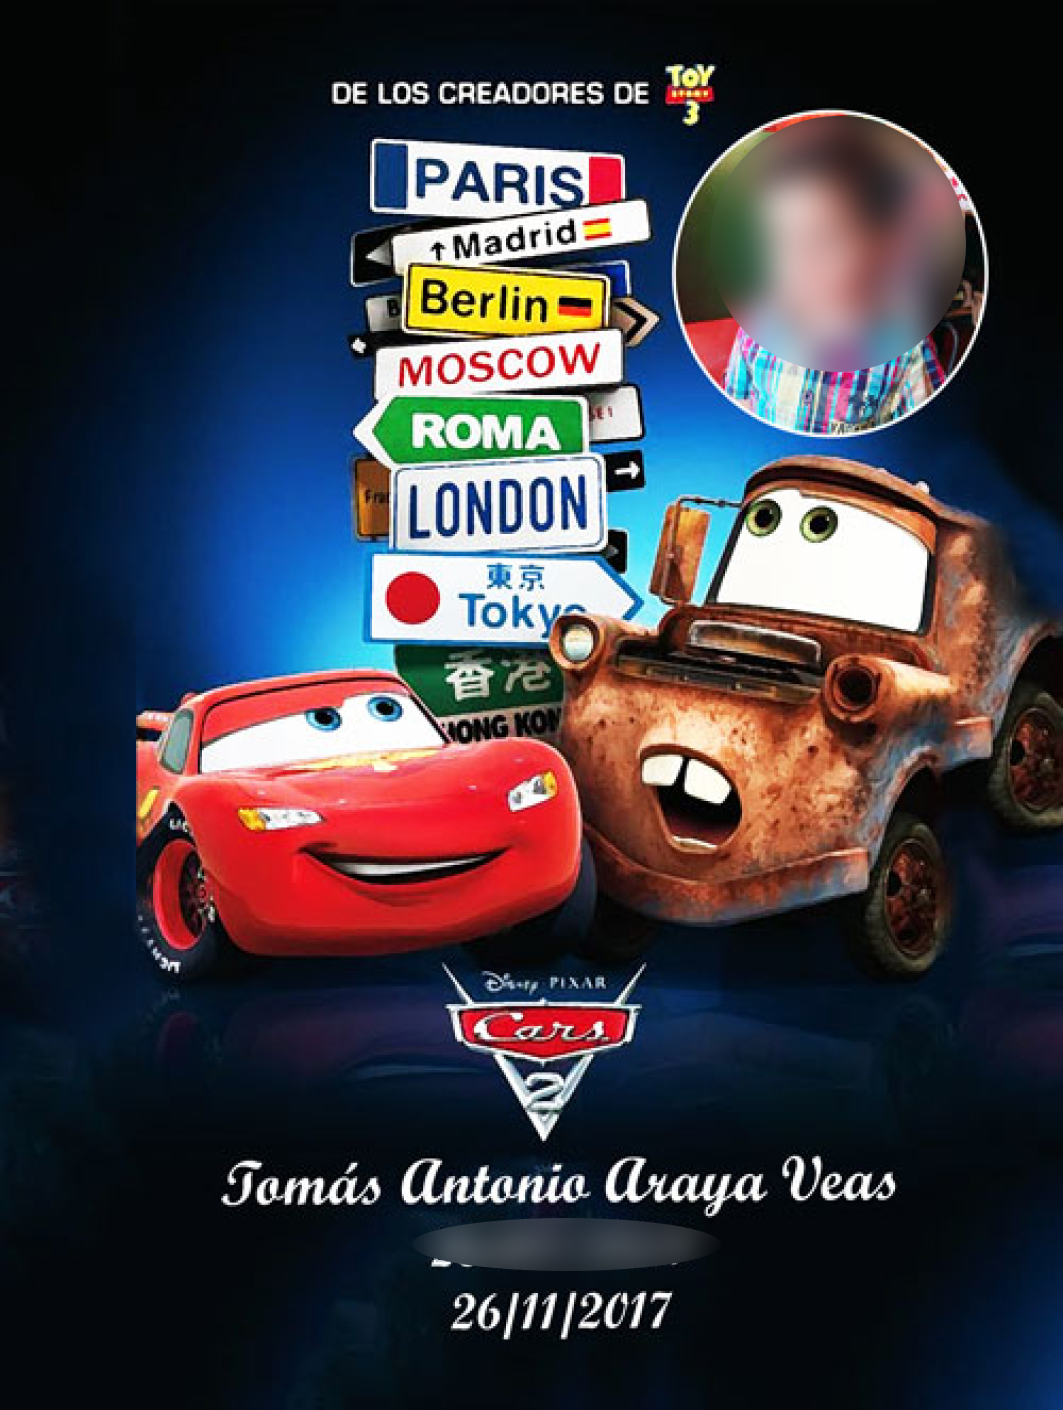 DE LOS CREADORES DE TOY STORY 3
PARIS
↑Madrid
Berlin
MOSCOW
ROMA
LONDON
東京
Tokyo
香港
HONG KON
Disney PIXAR
Cars
2
Tomás Antonio Araya Veas
26/11/2017